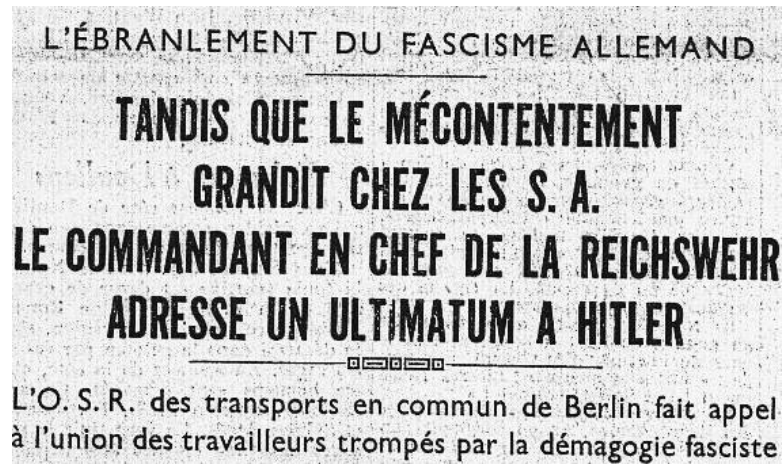 L'ÉBRANLEMENT DU FASCISME ALLEMAND
TANDIS QUE LE MÉCONTENTEMENT
GRANDIT CHEZ LES S. A.
LE COMMANDANT EN CHEF DE LA REICHSWEHR
ADRESSE UN ULTIMATUM A HITLER
L'O. S. R. des transports en commun de Berlin fait appel
à l'union des travailleurs trompés par la démagogie fasciste